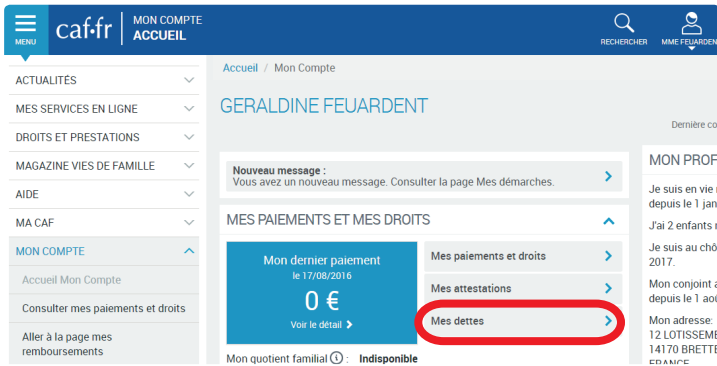 MENU
caf.fr
MON COMPTE
ACCUEIL
RECHERCHER
MME FEUARDEN
ACTUALITÉS
MES SERVICES EN LIGNE
DROITS ET PRESTATIONS
MAGAZINE VIES DE FAMILLE
AIDE
MA CAF
MON COMPTE
Accueil Mon Compte
Consulter mes paiements et droits
Aller à la page mes
remboursements
Accueil / Mon Compte
GERALDINE FEUARDENT
Dernière co
Nouveau message :
Vous avez un nouveau message. Consulter la page Mes démarches.
MES PAIEMENTS ET MES DROITS
Mon dernier paiement
le 17/08/2016
0 €
Voir le détail
Mes paiements et droits
Mes attestations
Mes dettes
Mon quotient familial i : Indisponible
MON PROF
Je suis en vie
depuis le 1 jan
J'ai 2 enfants
Je suis au chô
2017.
Mon conjoint a
depuis le 1 aoû
Mon adresse:
12 LOTISSEME
14170 BRETTE
FRANCE